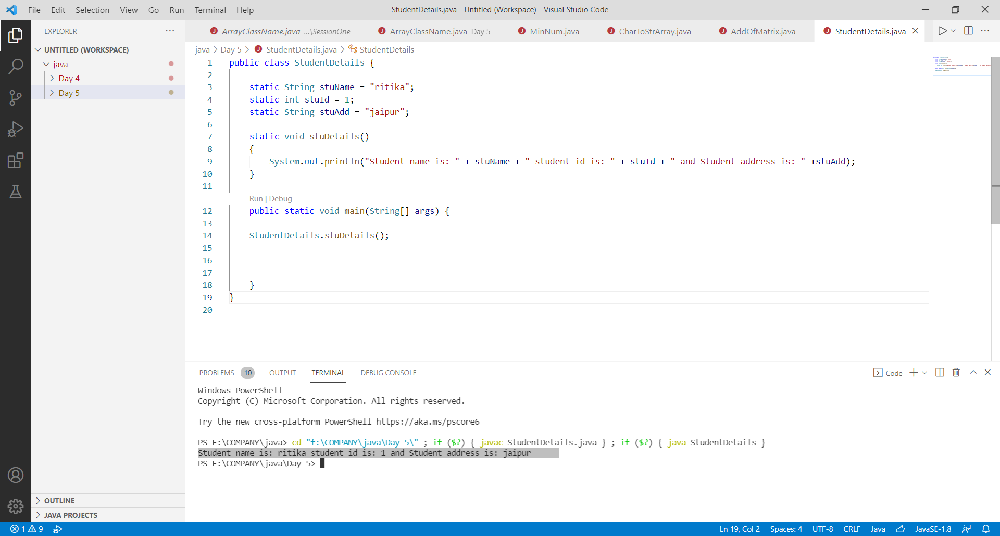 File Edit Selection View Go Run Terminal Help
StudentDetails.java - Untitled (Workspace) - Visual Studio Code
EXPLORER
UNTITLED (WORKSPACE)
java
Day 4
Day 5
OUTLINE
JAVA PROJECTS
ArrayClassName.java ...\SessionOne
ArrayClassName.java Day 5
MinNum.java
CharToStrArray.java
AddOfMatrix.java
StudentDetails.java
java > Day 5 > StudentDetails.java > StudentDetails
1 public class StudentDetails {
2
3 static String stuName = "ritika";
4 static int stuId = 1;
5 static String stuAdd = "jaipur";
6
7 static void stuDetails()
8 {
9 System.out.println("Student name is: " + stuName + " student id is: " + stuId + " and Student address is: " +stuAdd);
10 }
11
Run | Debug
12 public static void main(String[] args) {
13
14 StudentDetails.stuDetails();
15
16
17
18 }
19 }
20
PROBLEMS 10 OUTPUT TERMINAL DEBUG CONSOLE
Code
Windows PowerShell
Copyright (C) Microsoft Corporation. All rights reserved.
Try the new cross-platform PowerShell https://aka.ms/pscore6
PS F:\COMPANY\java> cd "f:\COMPANY\java\Day 5\" ; if ($?) { javac StudentDetails.java } ; if ($?) { java StudentDetails }
Student name is: ritika student id is: 1 and Student address is: jaipur
PS F:\COMPANY\java\Day 5>
1 9
Ln 19, Col 2 Spaces: 4 UTF-8 CRLF Java JavaSE-1.8